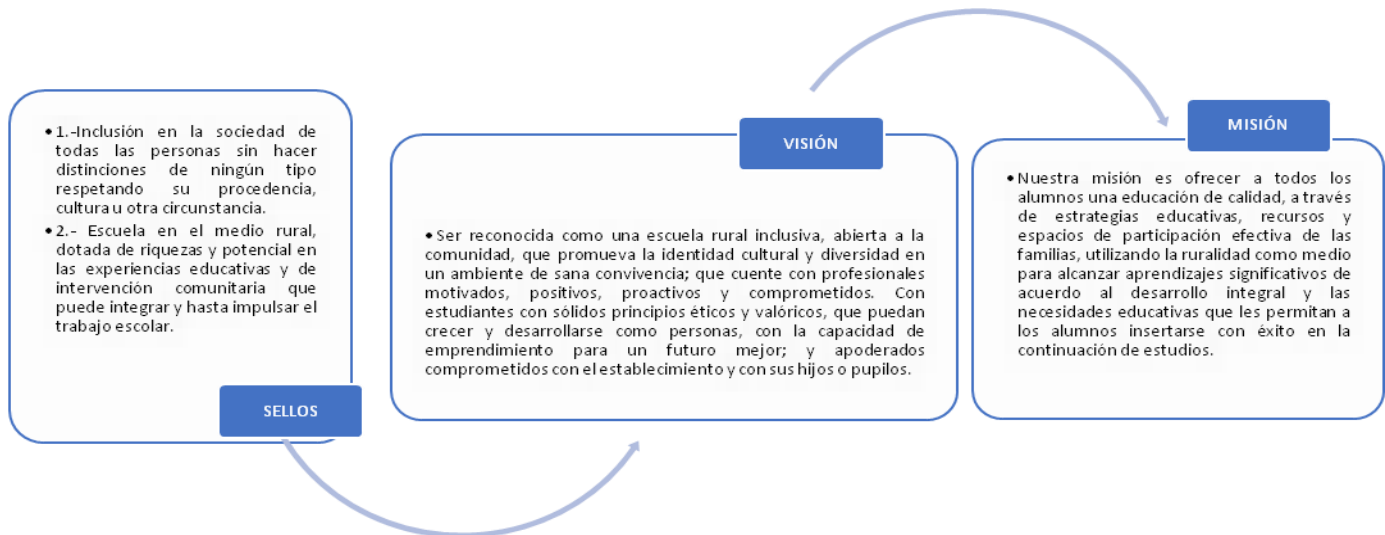 •1.-Inclusión en la sociedad de
todas las personas sin hacer
distinciones de ningún tipo
respetando su procedencia,
cultura u otra circunstancia.
•2.- Escuela en el medio rural,
dotada de riquezas y potencial en
las experiencias educativas y de
intervención comunitaria que
puede integrar y hasta impulsar el
trabajo escolar.
SELLOS
VISIÓN
•Ser reconocida como una escuela rural inclusiva, abierta a la
comunidad, que promueva la identidad cultural y diversidad en
un ambiente de sana convivencia; que cuente con profesionales
motivados, positivos, proactivos y comprometidos. Con
estudiantes con sólidos principios éticos y valóricos, que puedan
crecer y desarrollarse como personas, con la capacidad de
emprendimiento para un futuro mejor; y apoderados
comprometidos con el establecimiento y con sus hijos o pupilos.
MISIÓN
•Nuestra misión es ofrecer a todos los
alumnos una educación de calidad, a través
de estrategias educativas, recursos y
espacios de participación efectiva de las
familias, utilizando la ruralidad como medio
para alcanzar aprendizajes significativos de
acuerdo al desarrollo integral y las
necesidades educativas que les permitan a
los alumnos insertarse con éxito en la
continuación de estudios.